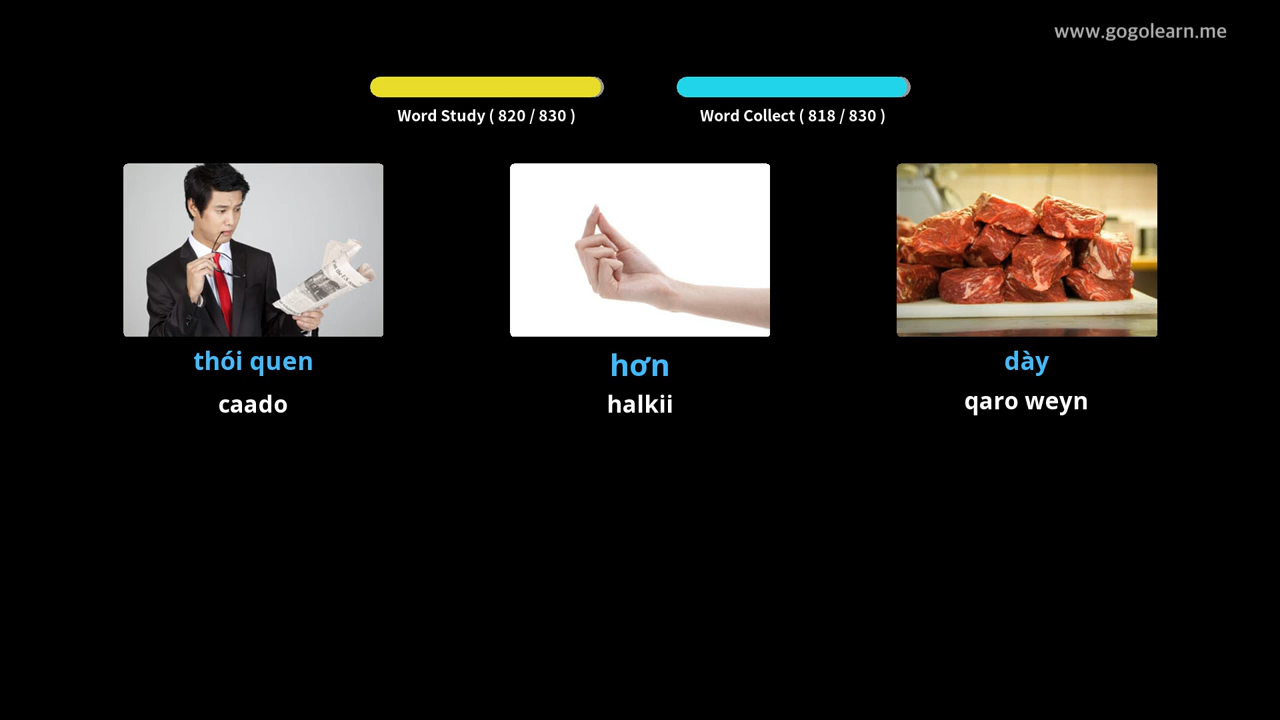 www.gogolearn.me
Word Study ( 820 / 830 )
Word Collect ( 818 / 830 )
thói quen
caado
hơn
halkii
dày
qaro weyn